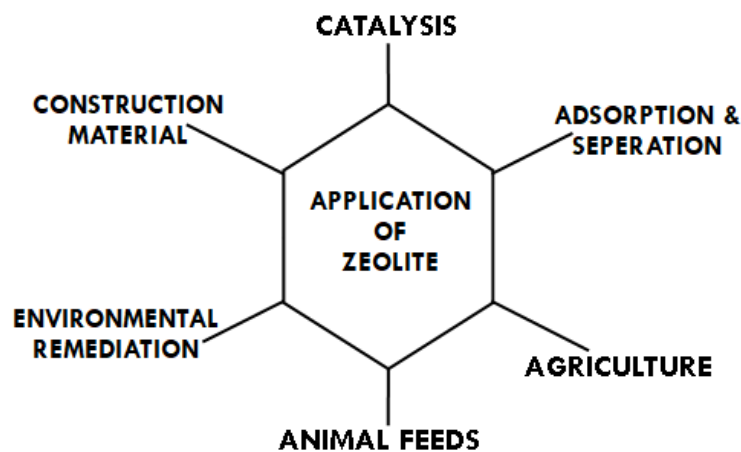 CATALYSIS
CONSTRUCTION
MATERIAL
ADSORPTION &
SEPERATION
APPLICATION
OF
ZEOLITE
ENVIRONMENTAL
REMEDIATION
AGRICULTURE
ANIMAL FEEDS